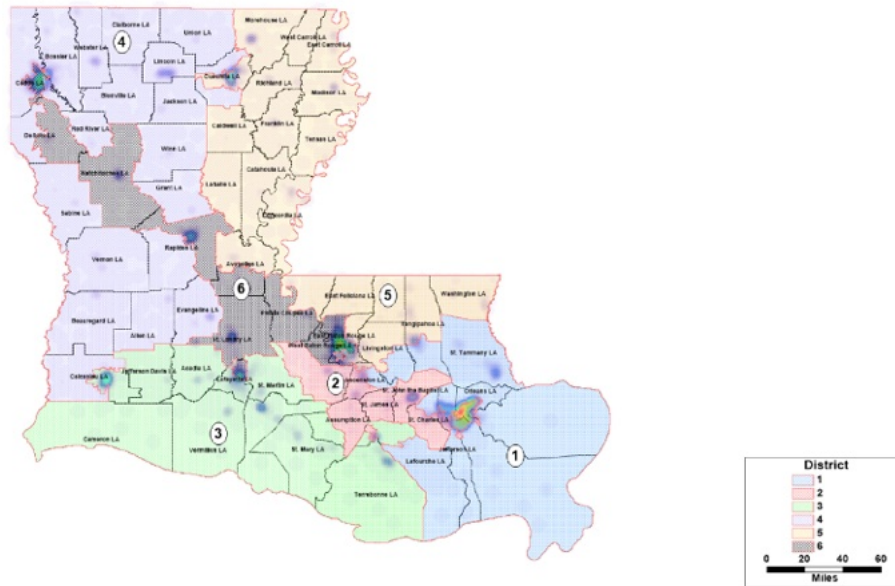 Claiborne LA
Union LA
Morehouse LA
West Carroll LA
East Carroll LA
4
Webster LA
Bossier LA
Lincoln LA
Ouachita LA
Caddo LA
Richland LA
Madison LA
Bienville LA
Jackson LA
Red River LA
Caldwell LA
Franklin LA
Tensas LA
DeSoto LA
Winn LA
Natchitoches LA
Catahoula LA
LaSalle LA
Grant LA
Sabine LA
Concordia LA
Rapides LA
Vernon LA
Avoyelles LA
6
5
East Feliciana LA
Washington LA
Evangeline LA
Pointe Coupee LA
Beauregard LA
Allen LA
Tangipahoa LA
St. Landry LA
East Baton Rouge LA
West Baton Rouge LA
Livingston LA
St. Tammany LA
Jefferson Davis LA
Acadia LA
Calcasieu LA
Lafayette LA
St. Martin LA
2
Ascension LA
St. John the Baptist LA
Orleans LA
St. James LA
Assumption LA
St. Charles LA
3
Cameron LA
Vermilion LA
St. Mary LA
Jefferson LA
1
Lafourche LA
Terrebonne LA
District
1
2
3
4
5
6
0 20 40 60
Miles